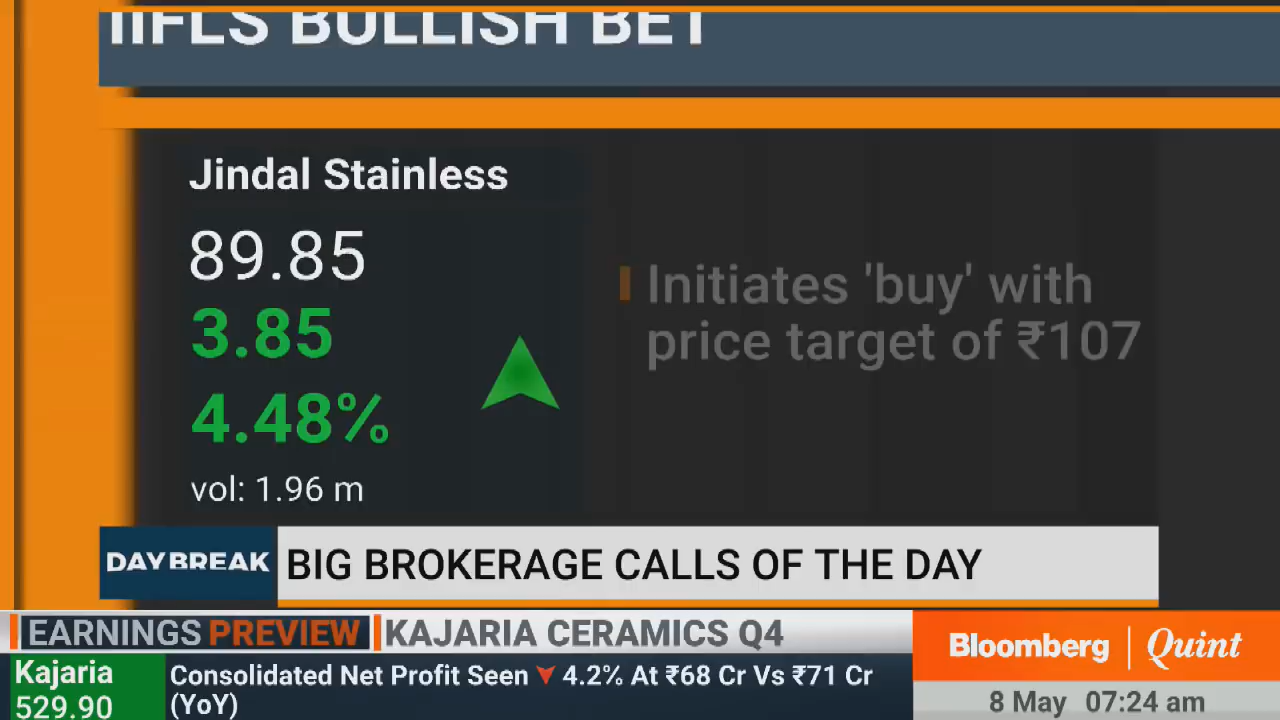 IIFLS BULLISH BET
Jindal Stainless
89.85
3.85
4.48%
vol: 1.96 m
Initiates 'buy' with
price target of ₹107
DAYBREAK
BIG BROKERAGE CALLS OF THE DAY
EARNINGS PREVIEW
KAJARIA CERAMICS Q4
Kajaria
529.90
Consolidated Net Profit Seen 4.2% At ₹68 Cr Vs ₹71 Cr
(YoY)
Bloomberg | Quint
8 May 07:24 am